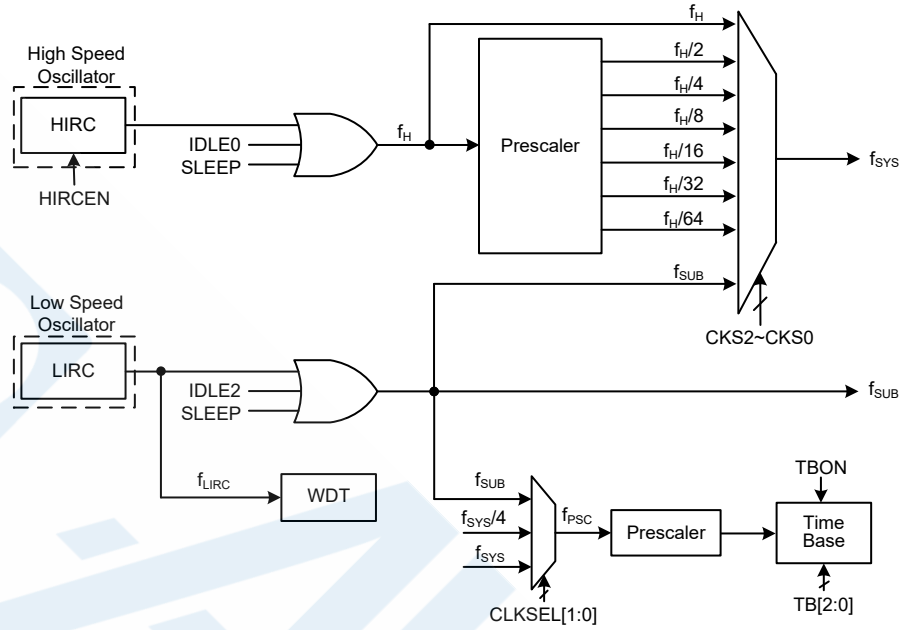 High Speed
Oscillator
HIRC
HIRCEN
IDLE0
SLEEP
fH
fH
Prescaler
fH/2
fH/4
fH/8
fH/16
fH/32
fH/64
fSUB
CKS2~CKS0
fSYS
Low Speed
Oscillator
LIRC
IDLE2
SLEEP
fSUB
fLIRC
WDT
fSUB
fSYS/4
fSYS
CLKSEL[1:0]
fPSC
Prescaler
TBON
Time
Base
TB[2:0]